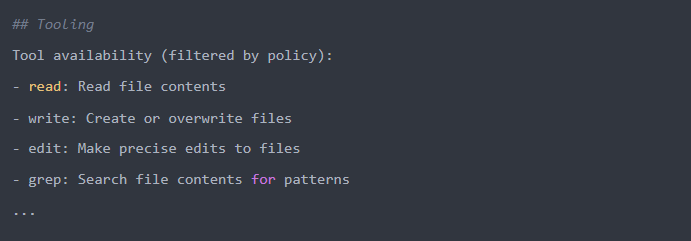 ## Tooling
Tool availability (filtered by policy):
- read: Read file contents
- write: Create or overwrite files
- edit: Make precise edits to files
- grep: Search file contents for patterns
...